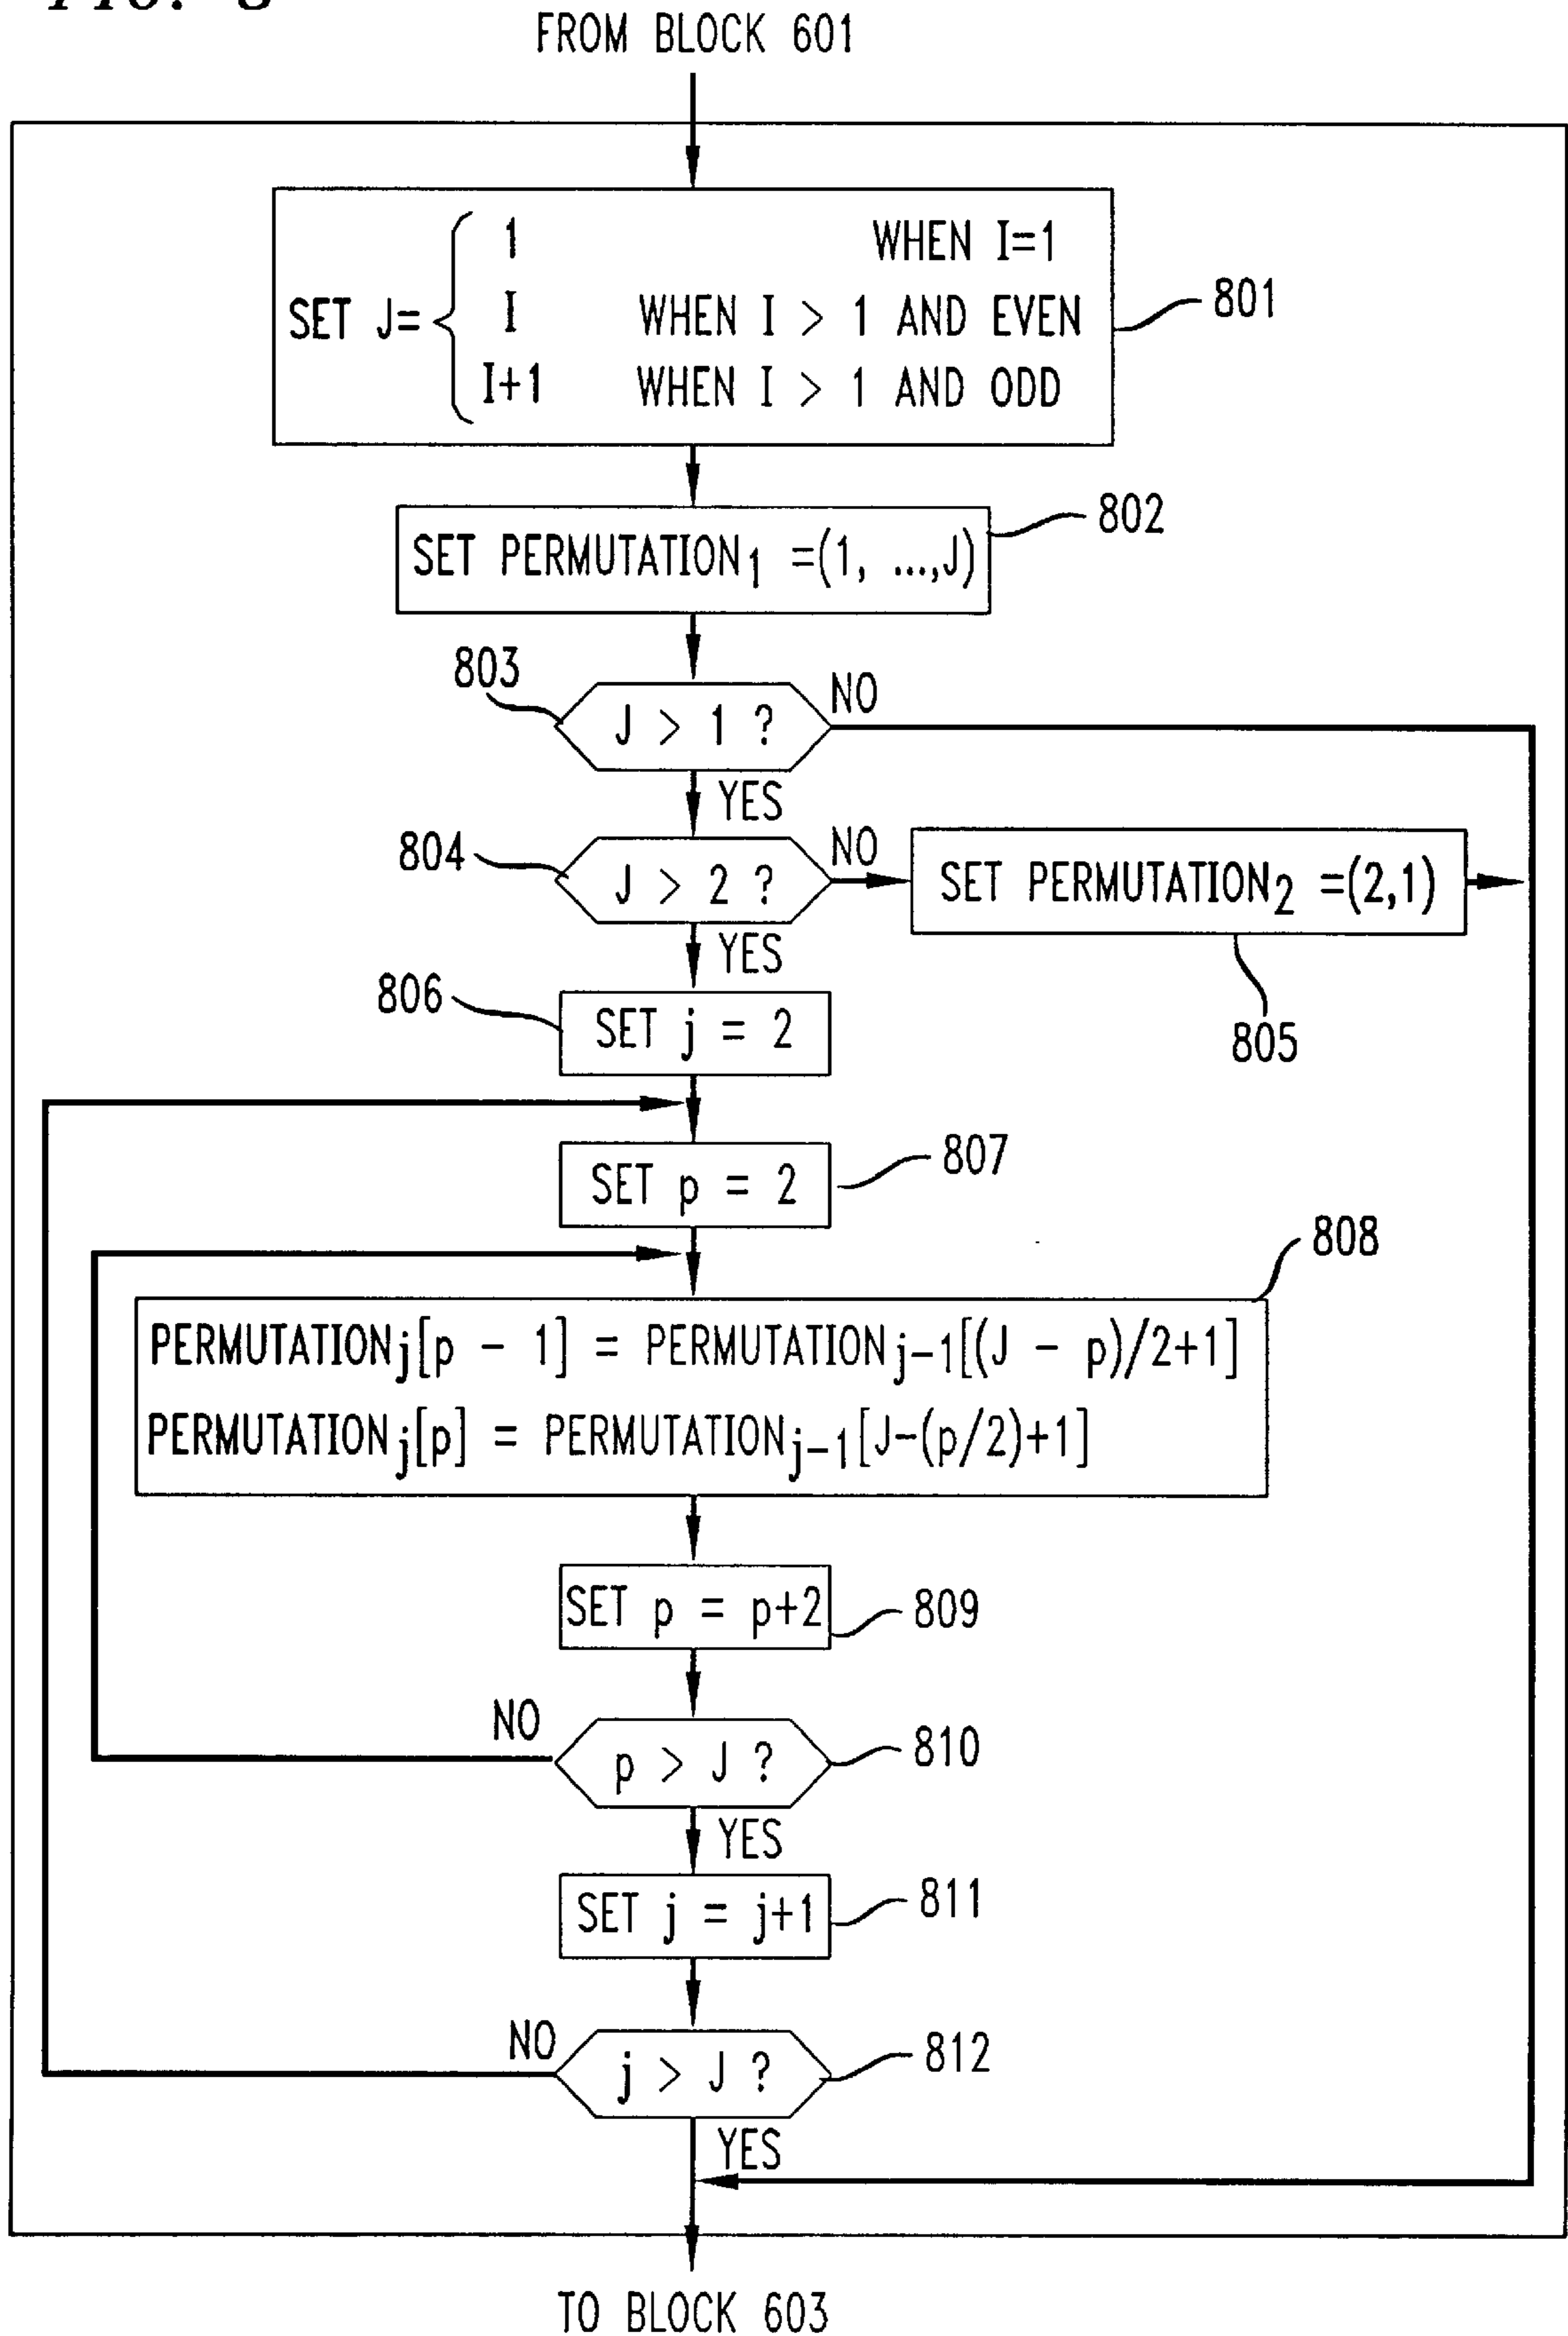 FROM BLOCK 601
1 WHEN I=1
SET J= I WHEN I > 1 AND EVEN
801
I+1 WHEN I > 1 AND ODD
802
SET PERMUTATION1 =(1, ...,J)
803
J > 1 ?
NO
YES
804
J > 2 ?
NO
SET PERMUTATION2 =(2,1)
805
YES
806
SET j = 2
SET p = 2
807
808
PERMUTATIONj[p - 1] = PERMUTATIONj-1[(J - p)/2+1]
PERMUTATIONj[p] = PERMUTATIONj-1[J-(p/2)+1]
SET p = p+2
809
NO
p > J ?
810
YES
SET j = j+1
811
NO
j > J ?
812
YES
TO BLOCK 603